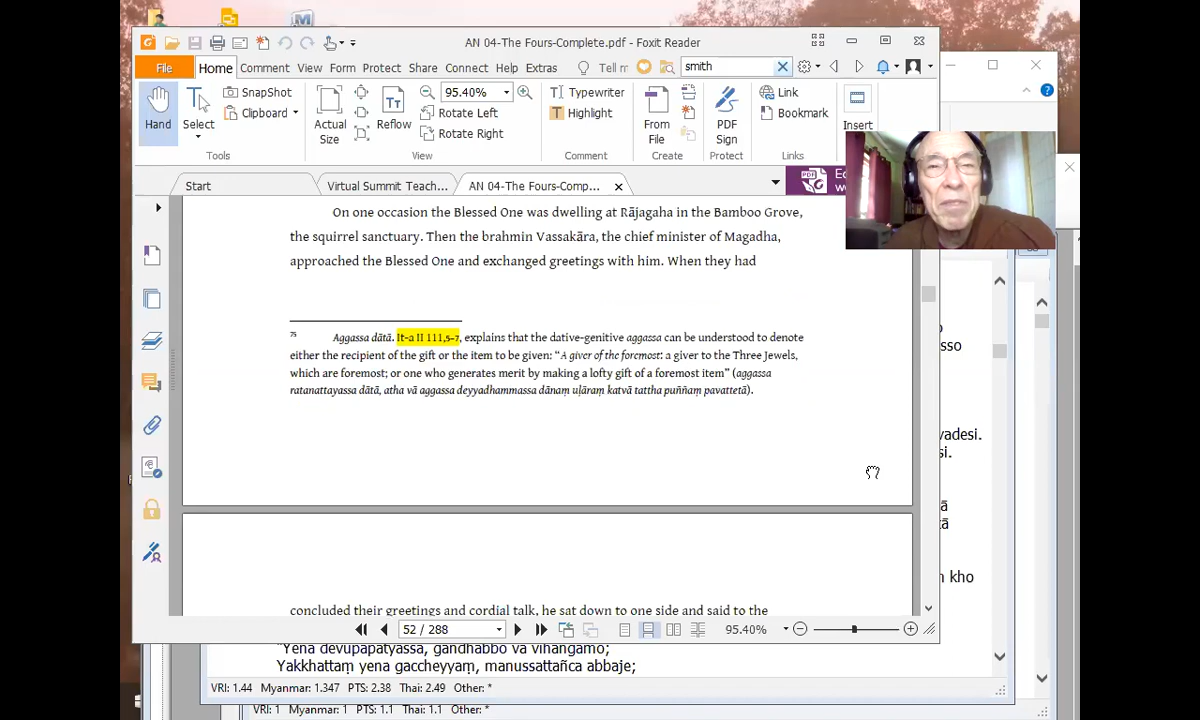 AN 04-The Fours-Complete.pdf - Foxit Reader
File Home Comment View Form Protect Share Connect Help Extras Tell m smith
Hand
Select
SnapShot
Clipboard
Actual Size
Reflow
95.40%
Rotate Left
Rotate Right
Typewriter
Highlight
From File
PDF Sign
Link
Bookmark
Insert
Tools View Comment Create Protect Links
Start Virtual Summit Teach... AN 04-The Fours-Comp...
On one occasion the Blessed One was dwelling at Rājagaha in the Bamboo Grove,
the squirrel sanctuary. Then the brahmin Vassakāra, the chief minister of Magadha,
approached the Blessed One and exchanged greetings with him. When they had
75 Aggassa dātā. It-a II 111,5-7, explains that the dative-genitive aggassa can be understood to denote
either the recipient of the gift or the item to be given: “A giver of the foremost: a giver to the Three Jewels,
which are foremost; or one who generates merit by making a lofty gift of a foremost item” (aggassa
ratanattayassa dātā, atha vā aggassa deyyadhammassa dānaṃ uḷāraṃ katvā tattha puññaṃ pavattetā).
concluded their greetings and cordial talk, he sat down to one side and said to the
52 / 288
95.40%
sso
vadesi.
si.
ā
tā
n kho
"Yena devūpapatyassa, gandhabbo vā vihaṅgamo;
Yakkhattaṃ yena gaccheyyaṃ, manussattañca abbaje;
VRI: 1.44 Myanmar: 1.347 PTS: 2.38 Thai: 2.49 Other: *
VRI: 1 Myanmar: 1 PTS: 1.1 Thai: 1.1 Other: *